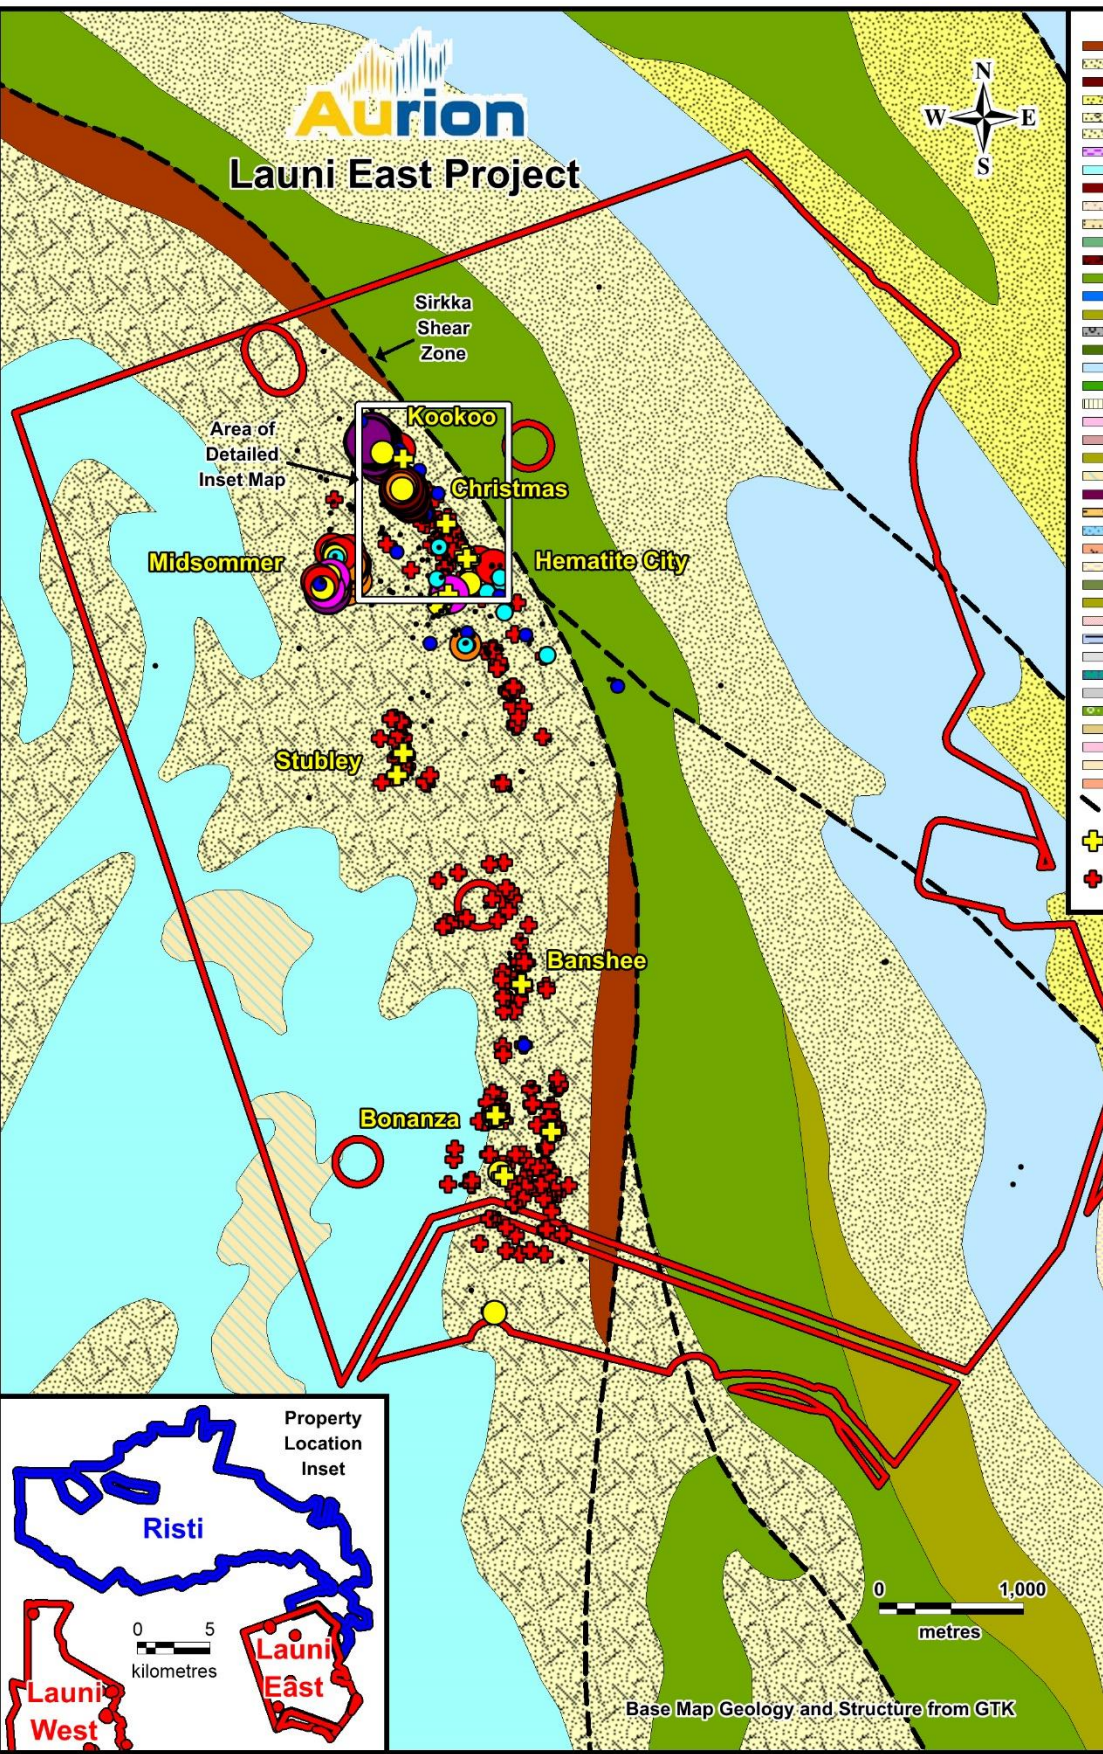 Aurion
Launi East Project
N
W E
S
Sirkka
Shear
Zone
Kookoo
Area of
Detailed
Inset Map
Christmas
Midsommer
Hematite City
Stubley
Banshee
Bonanza
Property
Location
Inset
Risti
0 5
kilometres
Launi
East
Launi
West
0 1,000
metres
Base Map Geology and Structure from GTK